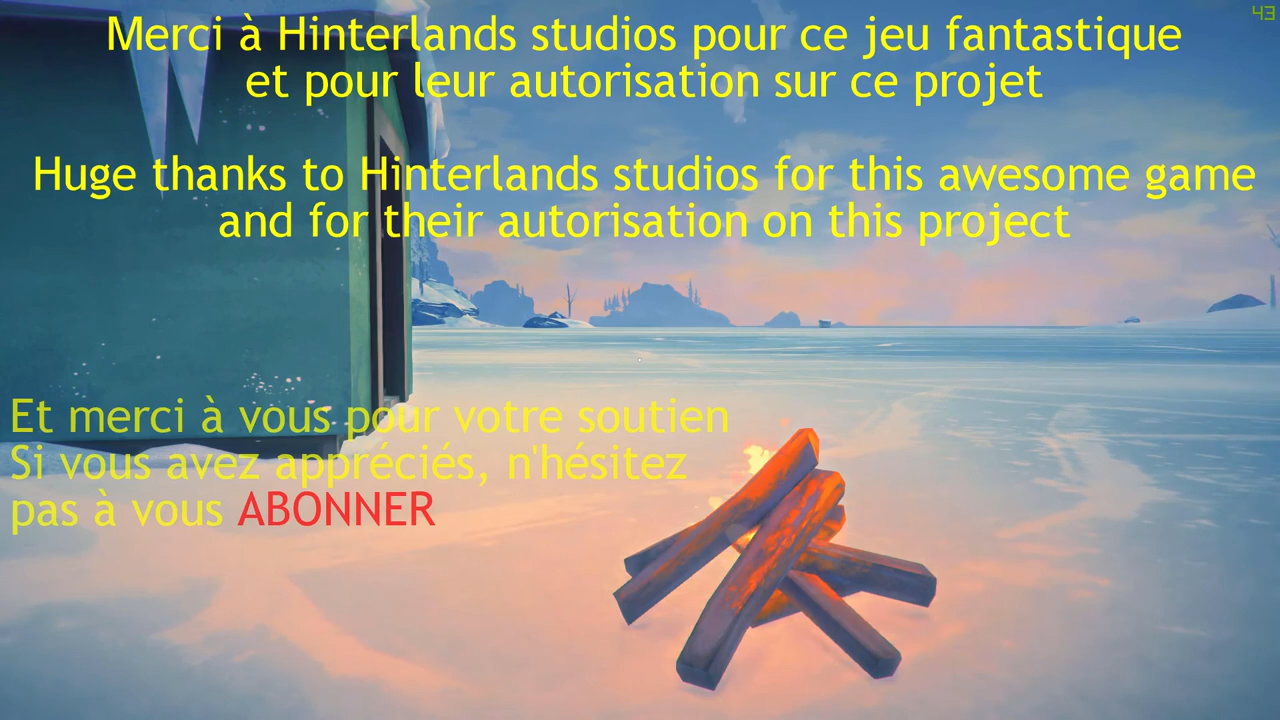 43
Merci à Hinterlands studios pour ce jeu fantastique
et pour leur autorisation sur ce projet
Huge thanks to Hinterlands studios for this awesome game
and for their autorisation on this project
Et merci à vous pour votre soutien
Si vous avez appréciés, n'hésitez
pas à vous ABONNER